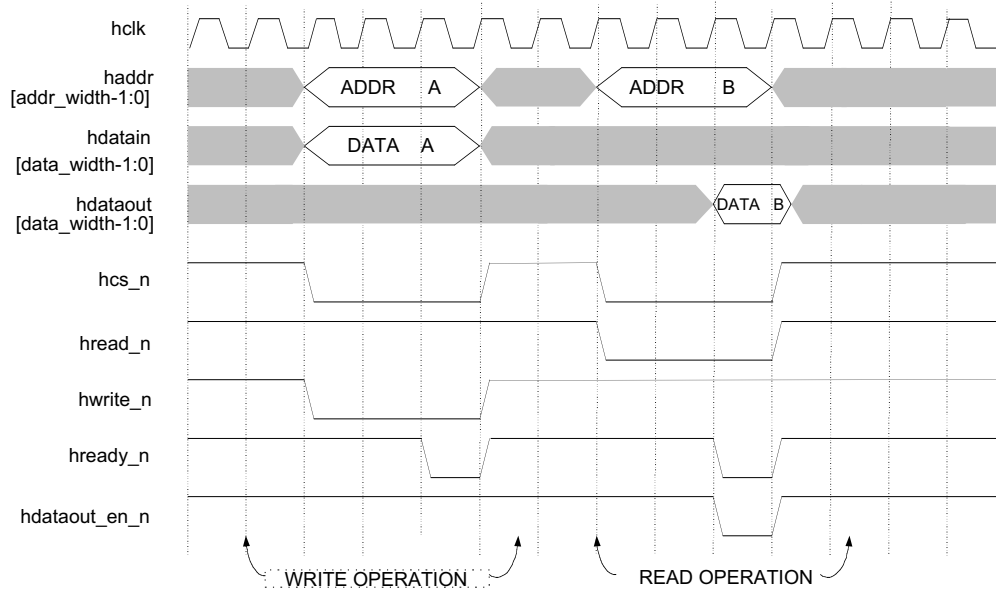 hclk
haddr
[addr_width-1:0]
ADDR A
ADDR B
hdatain
[data_width-1:0]
DATA A
hdataout
[data_width-1:0]
DATA B
hcs_n
hread_n
hwrite_n
hready_n
hdataout_en_n
WRITE OPERATION
READ OPERATION